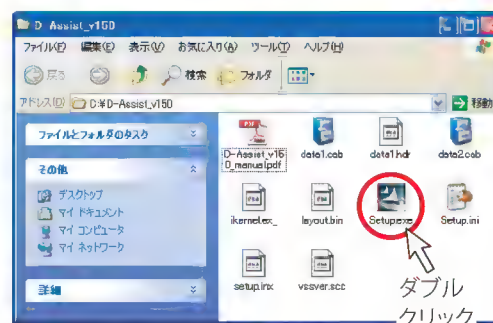 D-Assist_v150
ファイル(F) 編集(E) 表示(V) お気に入り(A) ツール(T) ヘルプ(H)
戻る 検索 フォルダ
アドレス(D) C:¥D-Assist_v150 移動
ファイルとフォルダのタスク
その他
デスクトップ
マイ ドキュメント
マイ コンピュータ
マイ ネットワーク
詳細
D-Assist_v15
0_manual.pdf
data1.cab
data1.hdr
data2.cab
ikernel.ex_
layout.bin
Setup.exe
Setup.ini
setup.inx
vssver.scc
ダブル
クリック